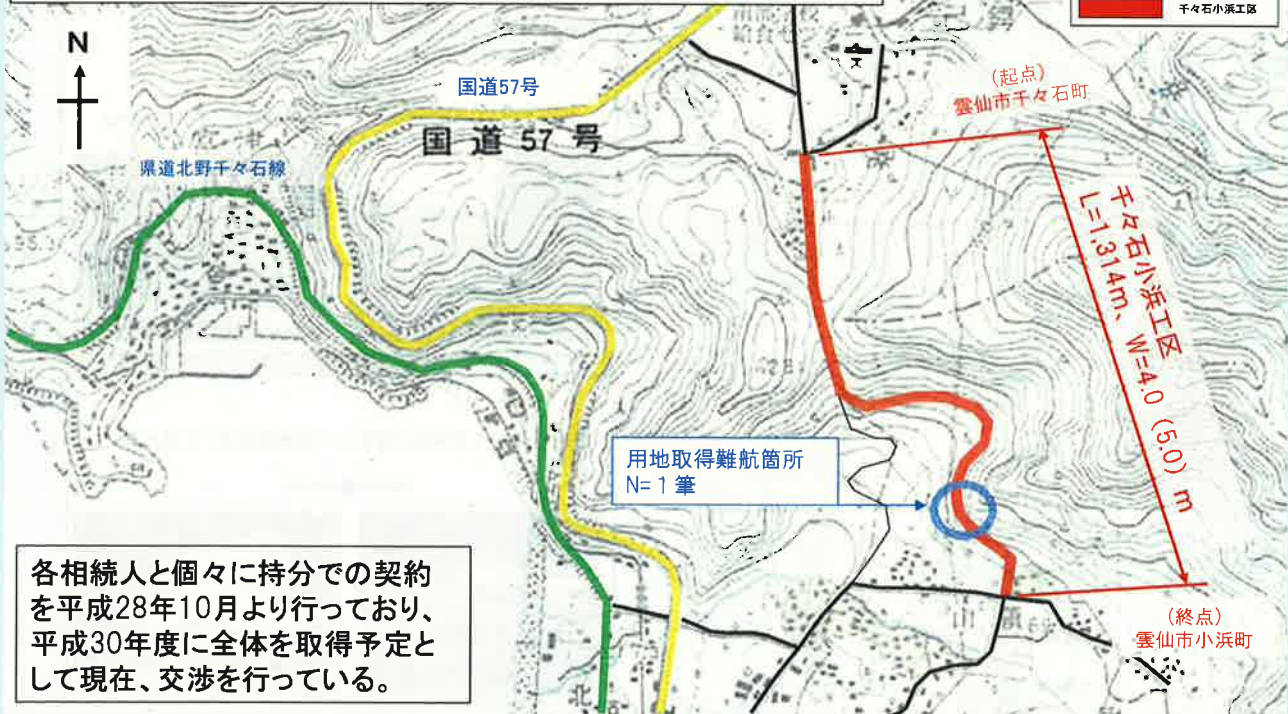 千々石小浜工区
N
国道57号
(起点)
雲仙市千々石町
国道 57 号
県道北野千々石線
千々石小浜工区
L=1,314m、W=4.0 (5.0) m
用地取得難航箇所
N= 1 筆
各相続人と個々に持分での契約
を平成28年10月より行っており、
平成30年度に全体を取得予定と
して現在、交渉を行っている。
(終点)
雲仙市小浜町
北